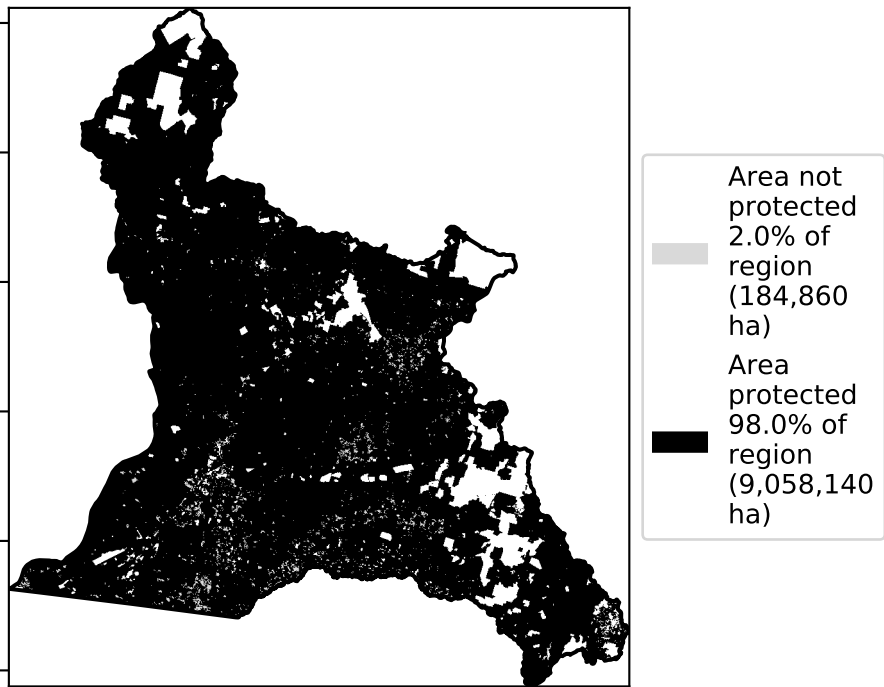 Area not
protected
2.0% of
region
(184,860
ha)
Area
protected
98.0% of
region
(9,058,140
ha)